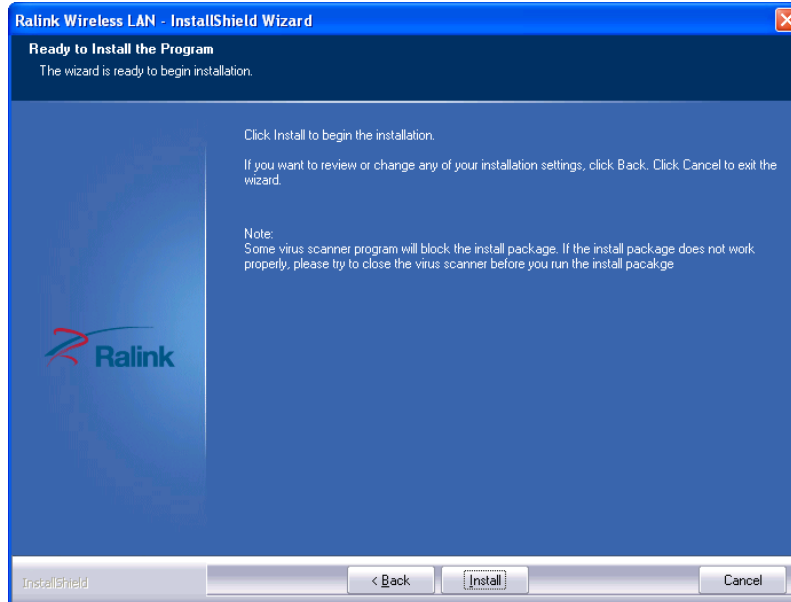 Ralink Wireless LAN - InstallShield Wizard
Ready to Install the Program
The wizard is ready to begin installation.
Click Install to begin the installation.
If you want to review or change any of your installation settings, click Back. Click Cancel to exit the
wizard.
Note:
Some virus scanner program will block the install package. If the install package does not work
properly, please try to close the virus scanner before you run the install pacakge
Ralink
InstallShield
< Back
Install
Cancel